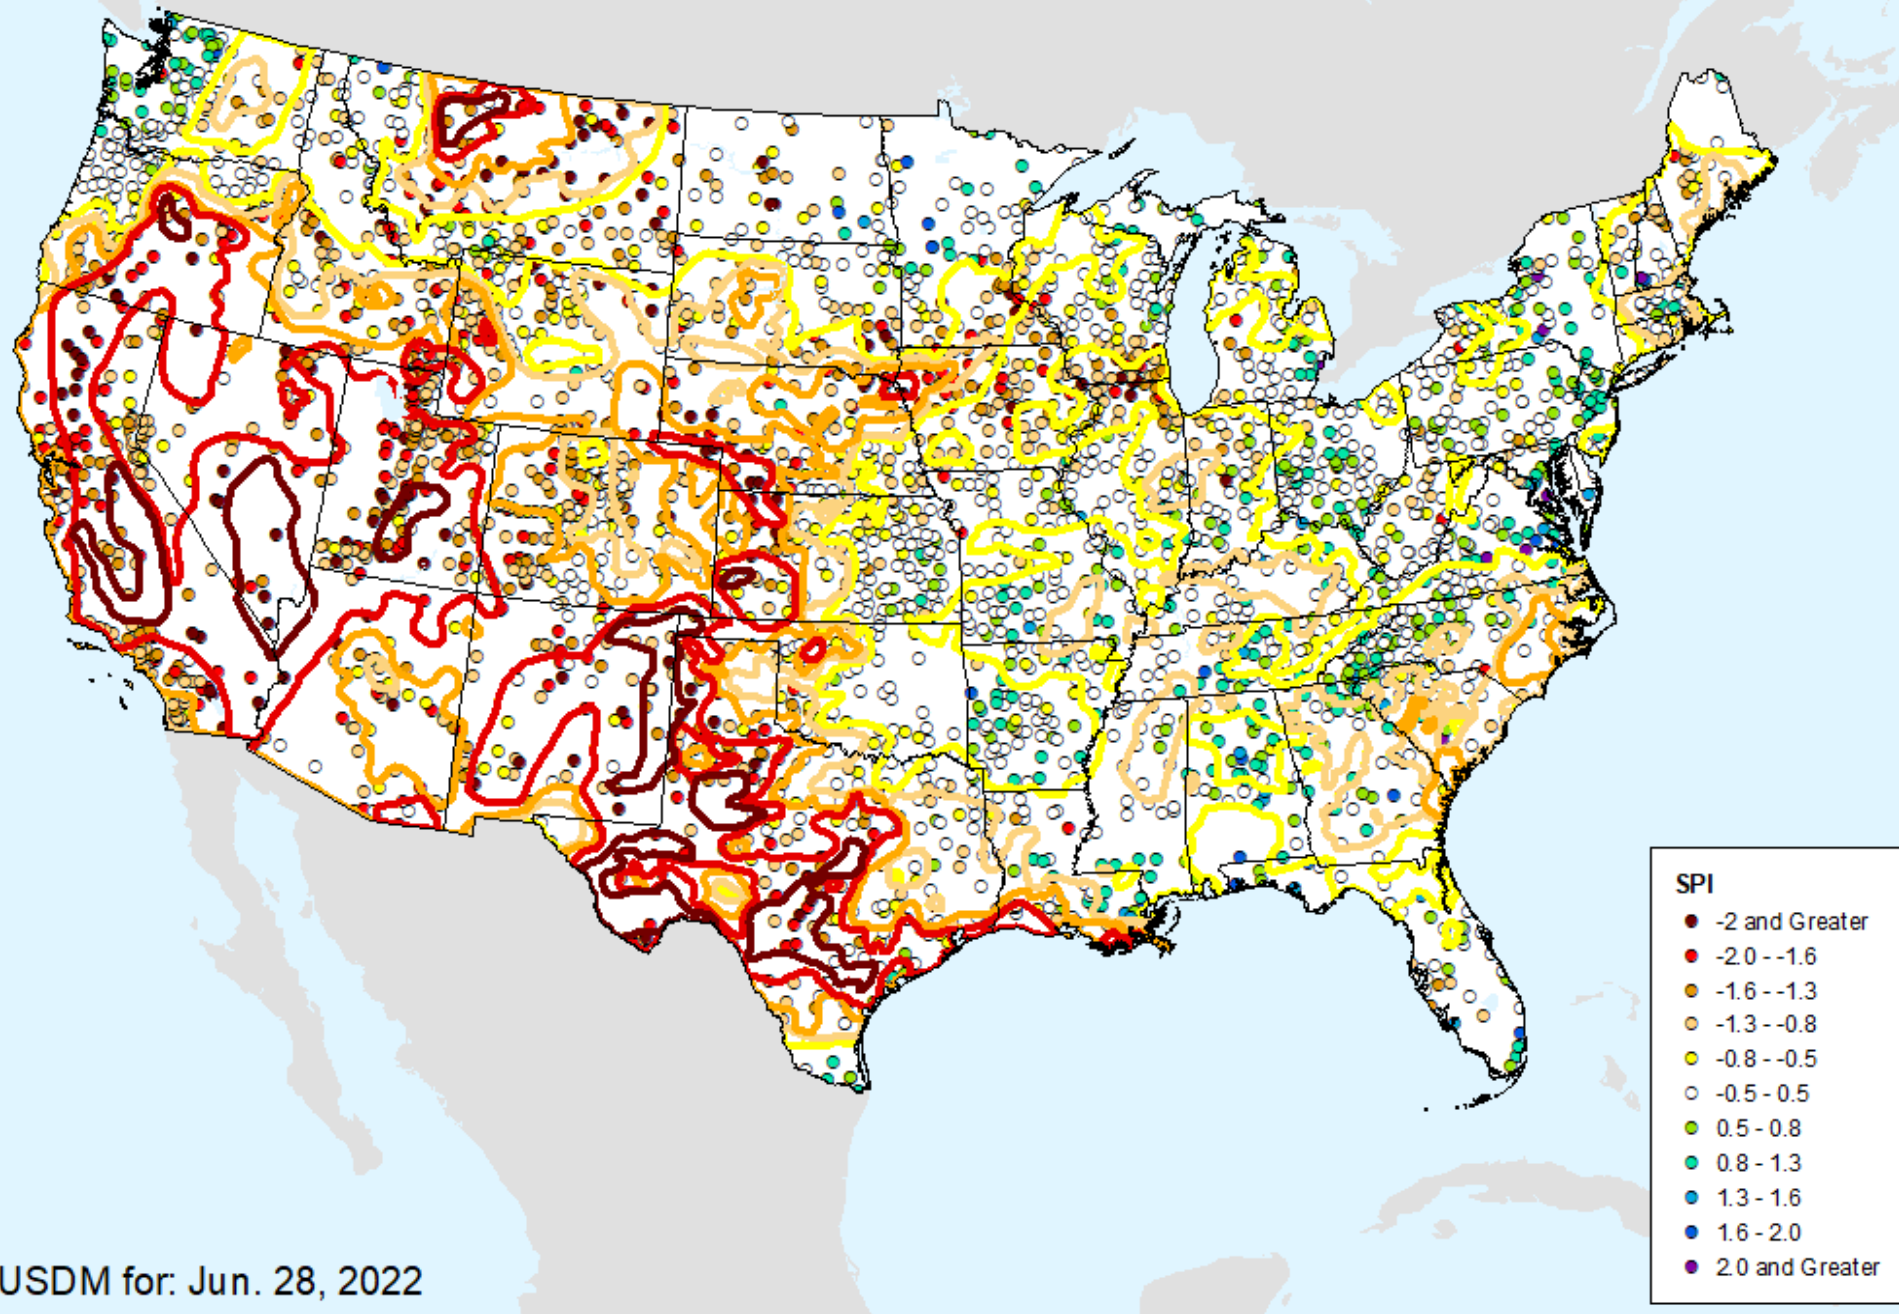 SPI
-2 and Greater
-2.0 - -1.6
-1.6 - -1.3
-1.3 - -0.8
-0.8 - -0.5
-0.5 - 0.5
0.5 - 0.8
0.8 - 1.3
1.3 - 1.6
1.6 - 2.0
2.0 and Greater
USDM for: Jun. 28, 2022